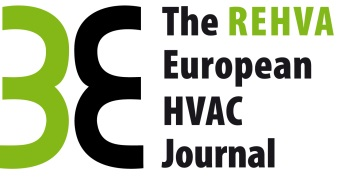 The REHVA
European
HVAC
Journal